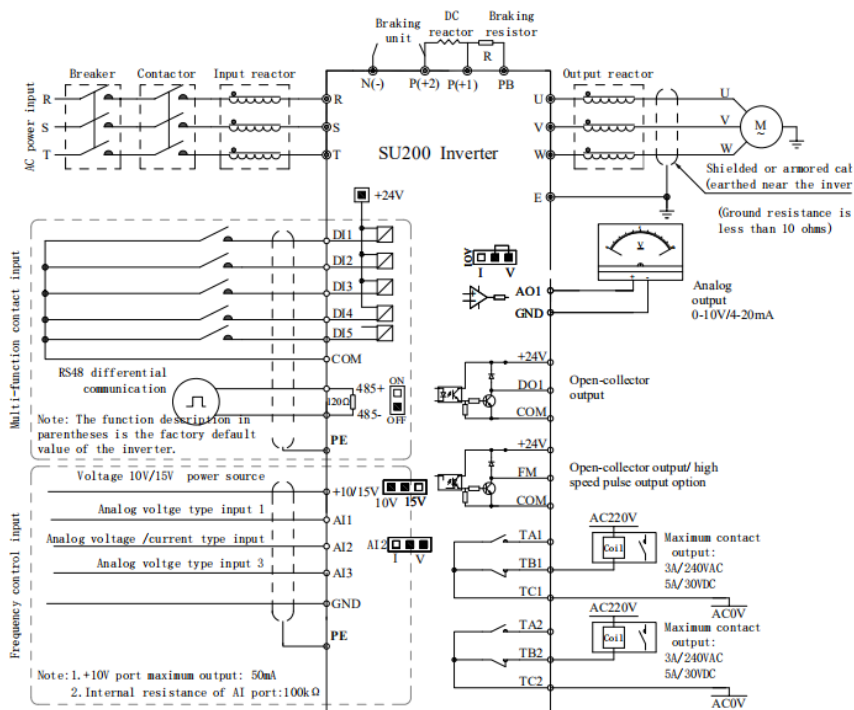 Braking unit
DC reactor
Braking resistor
R
N(-) P(+2) P(+1) PB
Breaker Contactor Input reactor
AC power input
R R
S S
T T
SU200 Inverter
Output reactor
U U
V V
W W
M
~
E
Shielded or armored cab
(earthed near the inver
(Ground resistance is
less than 10 ohms)
+24V
Multi-function contact input
DI1
DI2
DI3
DI4
DI5
COM
RS48 differential
communication
485+
120Ω
485-
ON
OFF
PE
Note: The function description in
parentheses is the factory default
value of the inverter.
AO1
I V
V
+ -
AO1
GND
Analog
output
0-10V/4-20mA
+24V
DO1
COM
Open-collector
output
+24V
FM
COM
Open-collector output/ high
speed pulse output option
Frequency control input
Voltage 10V/15V power source
+10/15V
10V 15V
Analog voltge type input 1
AI1
Analog voltage /current type input
AI2
AI2
I V
Analog voltge type input 3
AI3
GND
PE
Note:1.+10V port maximum output: 50mA
2.Internal resistance of AI port:100kΩ
TA1
TB1
TC1
AC220V
Coil
AC0V
Maximum contact
output:
3A/240VAC
5A/30VDC
TA2
TB2
TC2
AC220V
Coil
AC0V
Maximum contact
output:
3A/240VAC
5A/30VDC